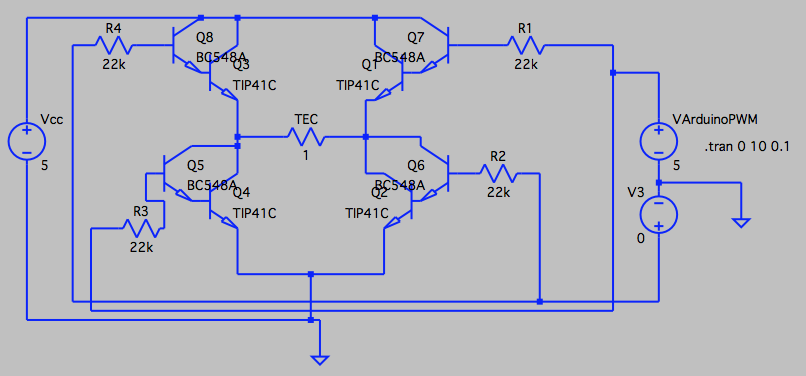 R4
22k
Q8
BC548A
Q3
TIP41C
Q7
BC548A
Q1
TIP41C
R1
22k
Vcc
5
TEC
1
VArduinoPWM
5
.tran 0 10 0.1
Q5
BC548A
Q4
TIP41C
R3
22k
Q6
BC548A
Q2
TIP41C
R2
22k
V3
0